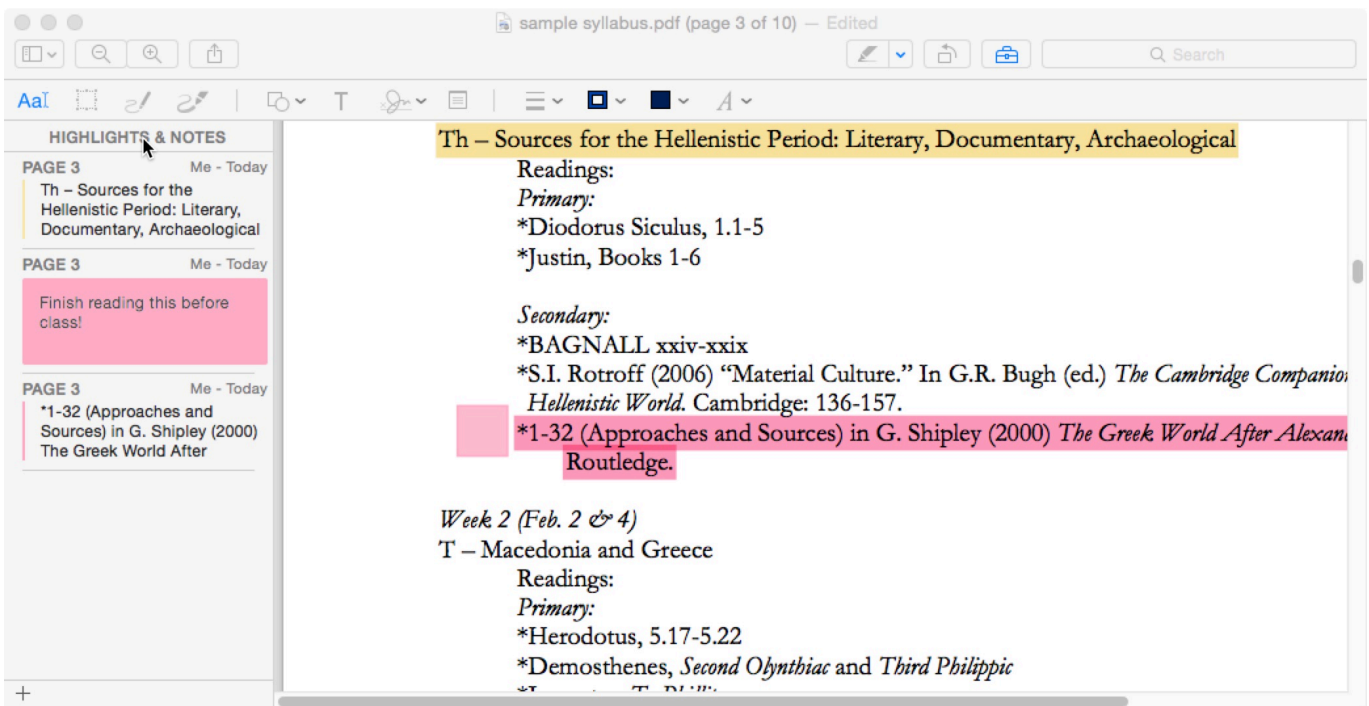 sample syllabus.pdf (page 3 of 10) — Edited
Search
AaI T A
HIGHLIGHTS & NOTES
PAGE 3 Me - Today
Th – Sources for the
Hellenistic Period: Literary,
Documentary, Archaeological
PAGE 3 Me - Today
Finish reading this before
class!
PAGE 3 Me - Today
*1-32 (Approaches and
Sources) in G. Shipley (2000)
The Greek World After
Th – Sources for the Hellenistic Period: Literary, Documentary, Archaeological
Readings:
Primary:
*Diodorus Siculus, 1.1-5
*Justin, Books 1-6
Secondary:
*BAGNALL xxiv-xxix
*S.I. Rotroff (2006) “Material Culture.” In G.R. Bugh (ed.) The Cambridge
Hellenistic World. Cambridge: 136-157.
*1-32 (Approaches and Sources) in G. Shipley (2000) The Greek World After
Routledge.
Week 2 (Feb. 2 & 4)
T – Macedonia and Greece
Readings:
Primary:
*Herodotus, 5.17-5.22
*Demosthenes, Second Olynthiac and Third Philippic